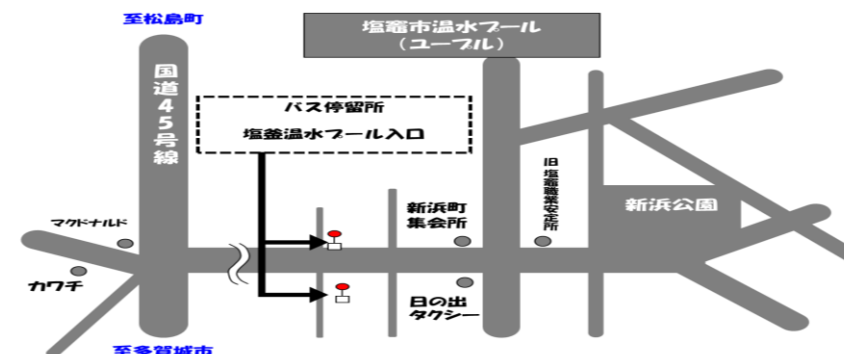 至松島町
塩竈市温水プール
(ユープル)
国道45号線
バス停留所
塩釜温水プール入口
旧塩竈職業安定所
マクドナルド
新浜町
集会所
新浜公園
カワチ
日の出
タクシー
至多賀城市